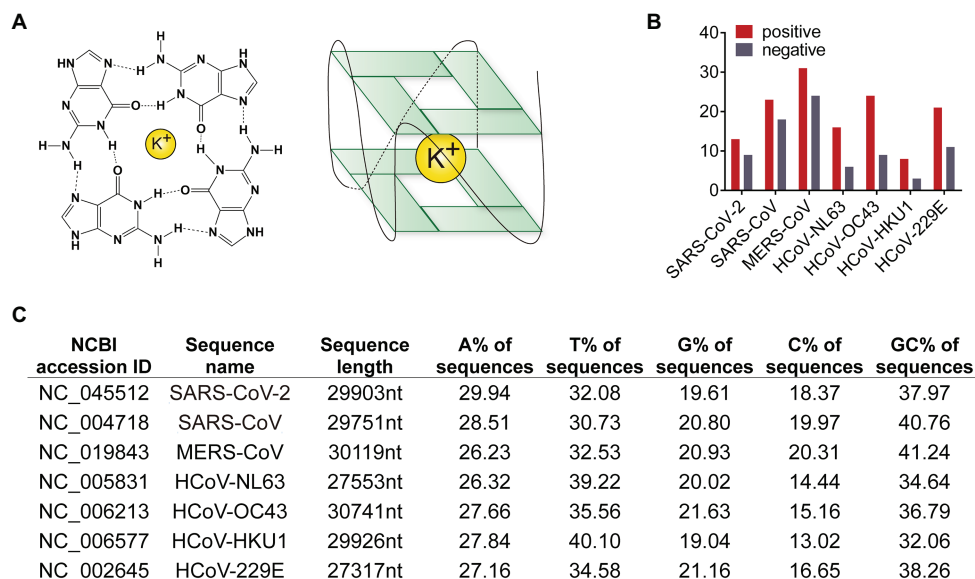 A
B
C
H
N
H
N
HN
N
N
N
N
HN
O
H
N
N
NH
N
H
O
H
K+
H
N
H
N
H
O
H
N
N
H
O
N
H
N
N
HN
N
N
H
N
H
N
NH
K+
positive
negative
40
30
20
10
0
SARS-CoV-2
SARS-CoV
MERS-CoV
HCoV-NL63
HCoV-OC43
HCoV-HKU1
HCoV-229E
NCBI Sequence Sequence A% of T% of G% of C% of GC% of
accession ID name length sequences sequences sequences sequences sequences
NC_045512 SARS-CoV-2 29903nt 29.94 32.08 19.61 18.37 37.97
NC_004718 SARS-CoV 29751nt 28.51 30.73 20.80 19.97 40.76
NC_019843 MERS-CoV 30119nt 26.23 32.53 20.93 20.31 41.24
NC_005831 HCoV-NL63 27553nt 26.32 39.22 20.02 14.44 34.64
NC_006213 HCoV-OC43 30741nt 27.66 35.56 21.63 15.16 36.79
NC_006577 HCoV-HKU1 29926nt 27.84 40.10 19.04 13.02 32.06
NC_002645 HCoV-229E 27317nt 27.16 34.58 21.16 16.65 38.26